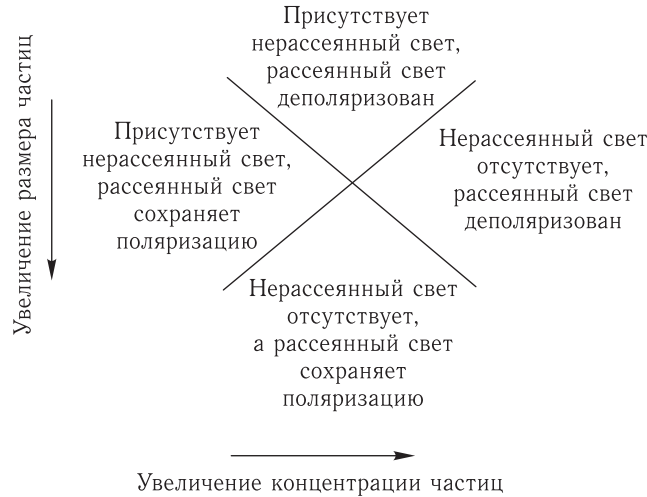 Присутствует
нерассеянный свет,
рассеянный свет
деполяризован
Увеличение размера частиц
Присутствует
нерассеянный свет,
рассеянный свет
сохраняет
поляризацию
Нерассеянный свет
отсутствует,
рассеянный свет
деполяризован
Нерассеянный свет
отсутствует,
а рассеянный свет
сохраняет
поляризацию
Увеличение концентрации частиц